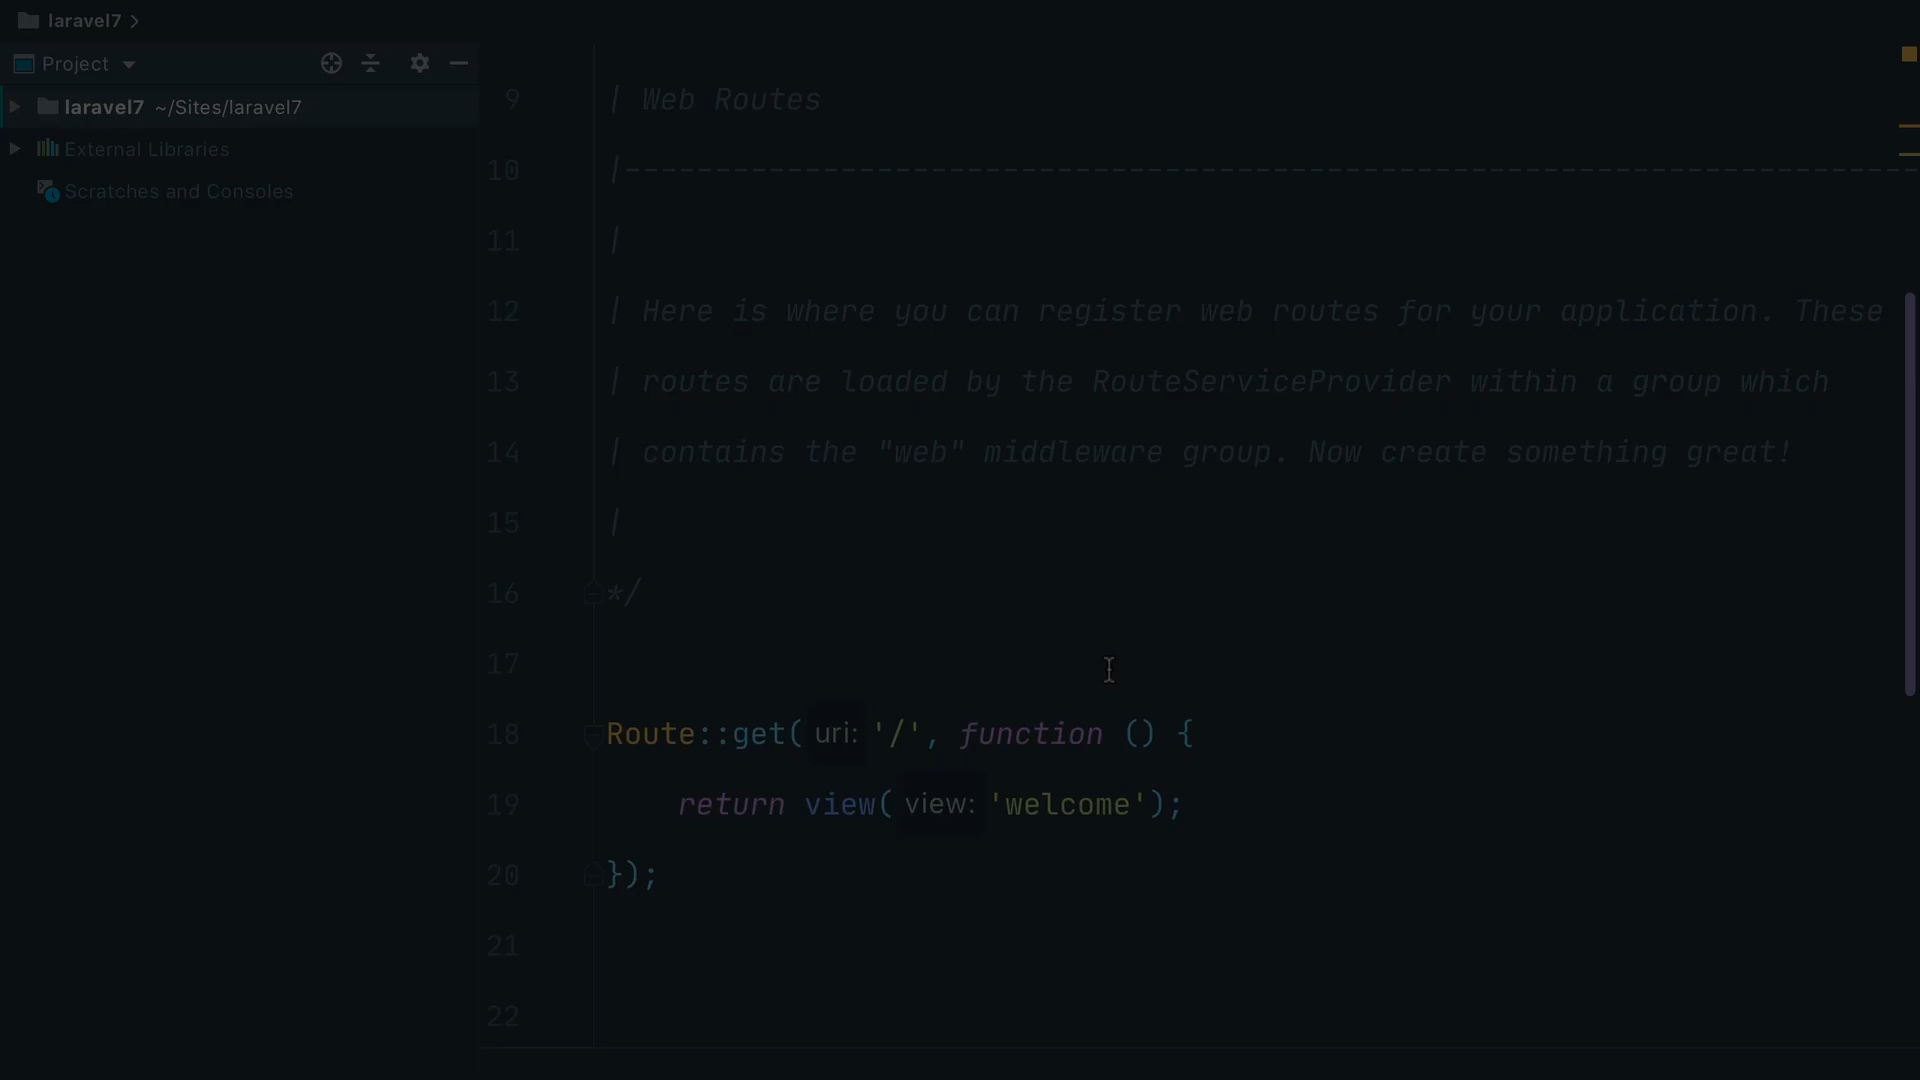 laravel7
Project
laravel7 ~/Sites/laravel7
External Libraries
Scratches and Consoles
9 | Web Routes
10 |--------------------------------------------------------------------------
11 |
12 | Here is where you can register web routes for your application. These
13 | routes are loaded by the RouteServiceProvider within a group which
14 | contains the "web" middleware group. Now create something great!
15 |
16 */
17
18 Route::get( uri: '/', function () {
19 return view( view: 'welcome');
20 });
21
22